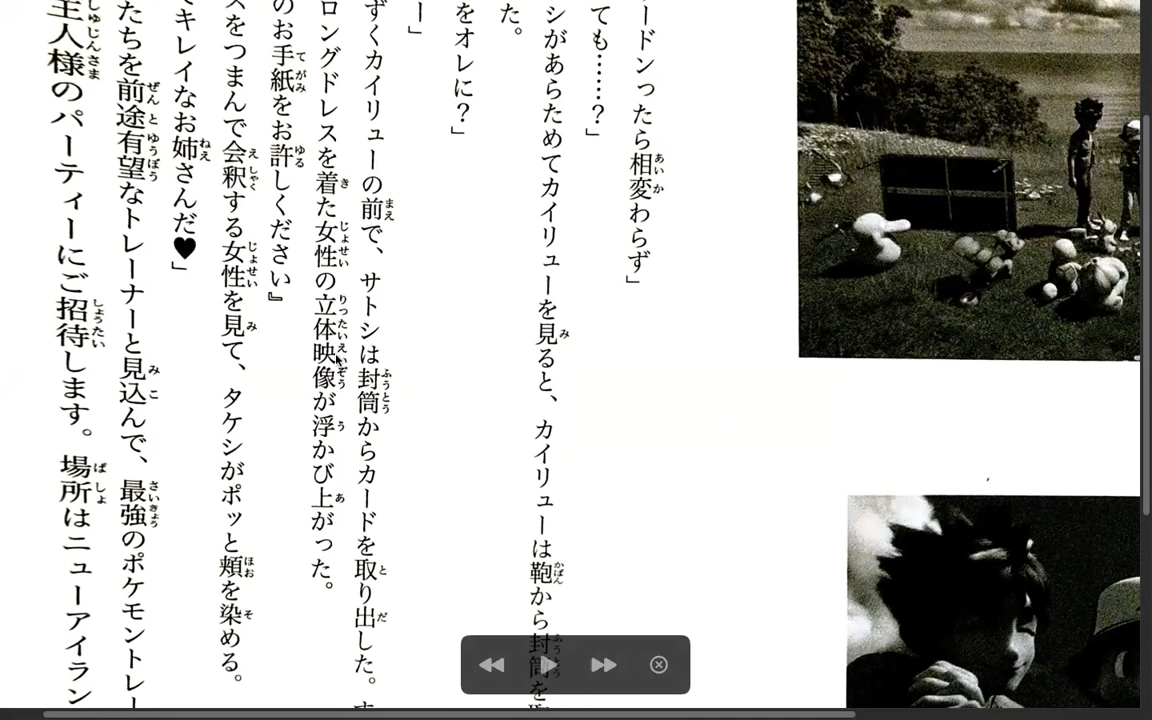 ードンったら相変わらず」
ても……？」
シがあらためてカイリューを見ると、カイリューは鞄から封筒を
た。
をオレに？」
ー」
ずくカイリューの前で、サトシは封筒からカードを取り出した。す
ロングドレスを着た女性の立体映像が浮かび上がった。
のお手紙をお許しください』
スをつまんで会釈する女性を見て、タケシがポッと頬を染める。
キレイなお姉さんだ♥」
たちを前途有望なトレーナーと見込んで、最強のポケモントレー
主人様のパーティーにご招待します。場所はニューアイラン